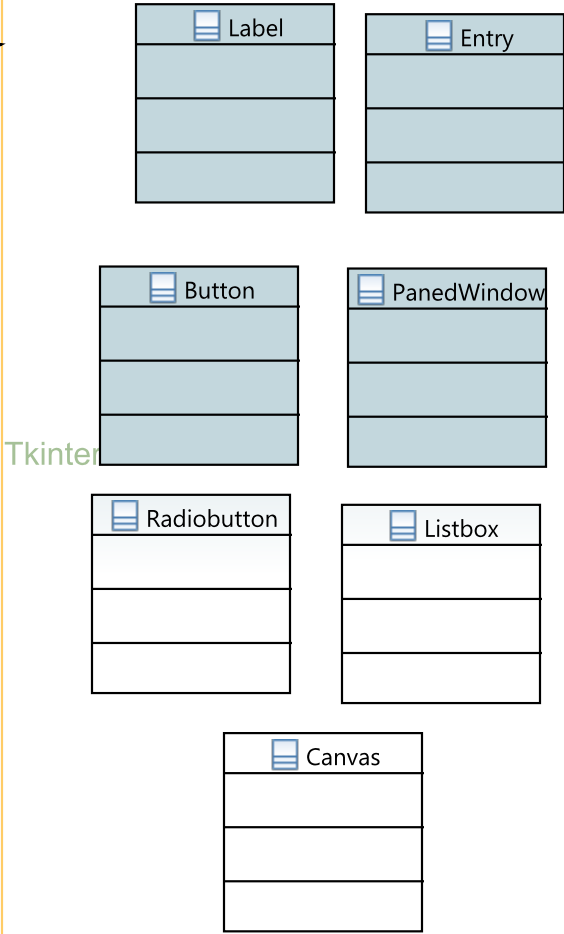 Label
Entry
Button
PanedWindow
Tkinter
Radiobutton
Listbox
Canvas